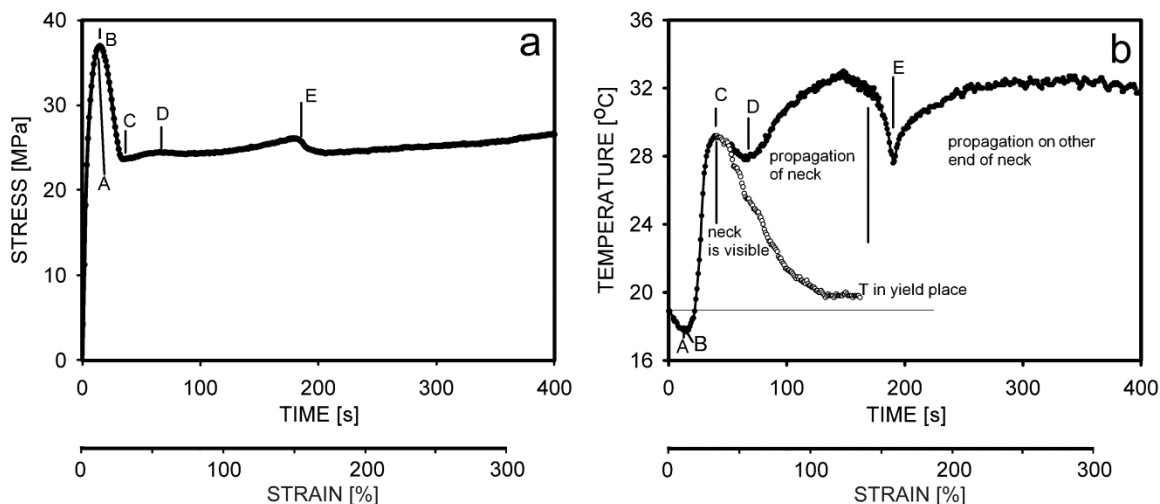 a
STRESS [MPa]
40
30
20
10
0
B
A
C
D
E
0
100
200
300
400
TIME [s]
0
100
200
300
STRAIN [%]
b
TEMPERATURE [°C]
36
32
28
24
20
16
C
D
E
propagation
of neck
propagation on other
end of neck
neck
is visible
T in yield place
A
B
0
100
200
300
400
TIME [s]
0
100
200
300
STRAIN [%]